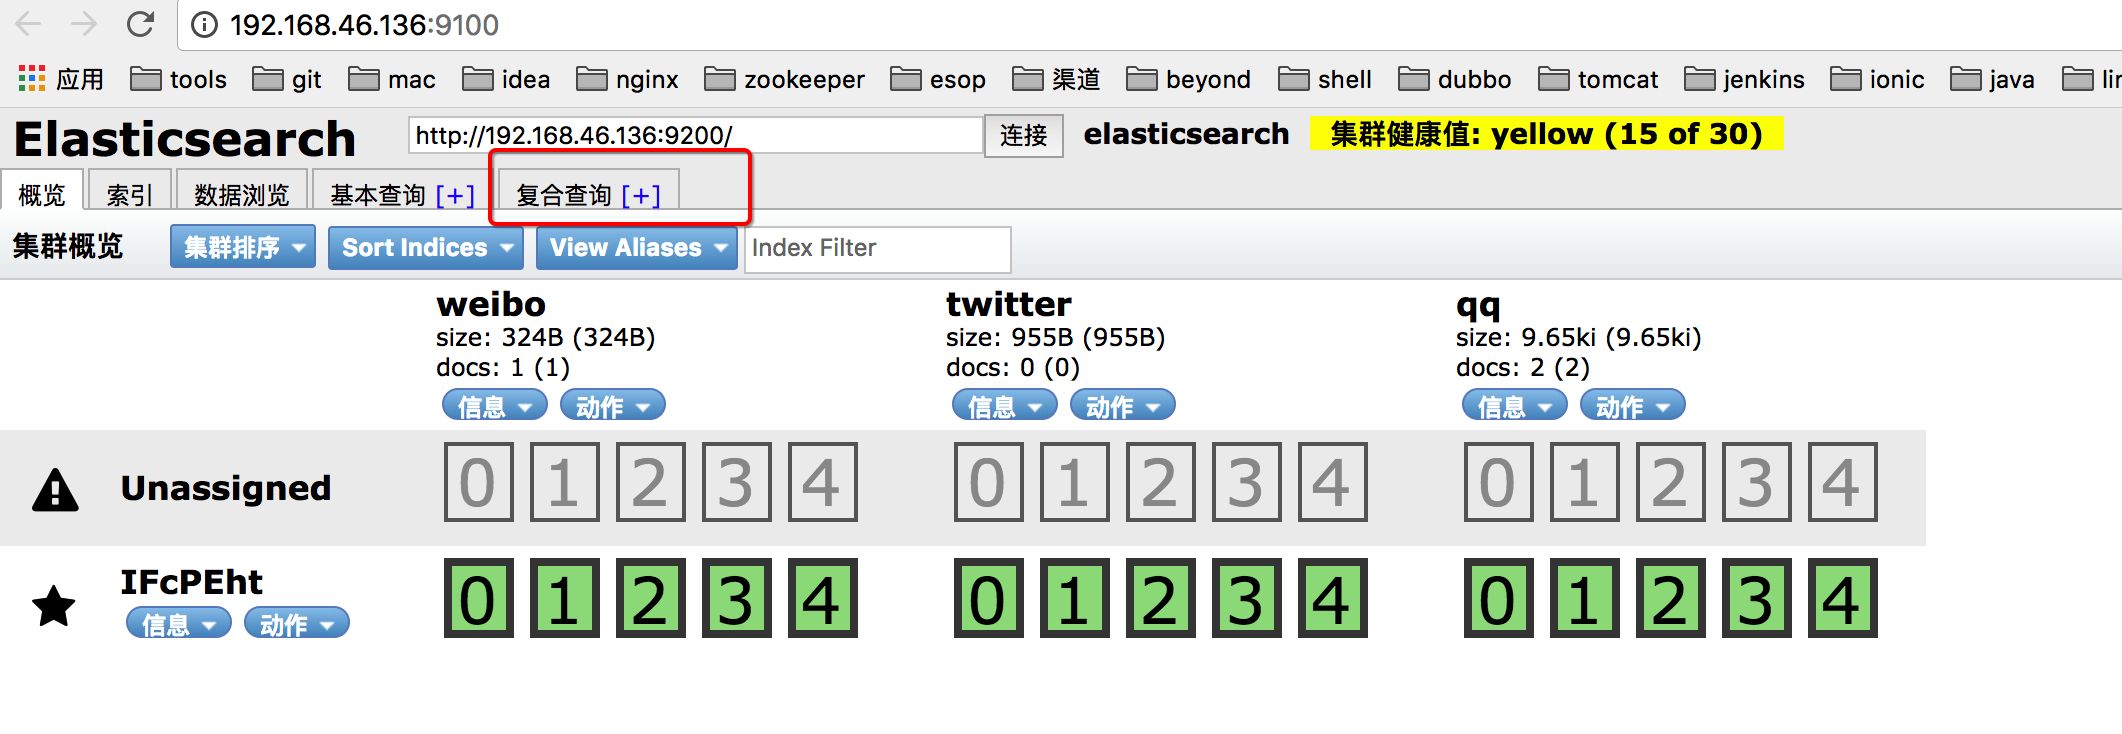 192.168.46.136:9100
应用 tools git mac idea nginx zookeeper esop 渠道 beyond shell dubbo tomcat jenkins ionic java
Elasticsearch http://192.168.46.136:9200/ 连接 elasticsearch 集群健康值: yellow (15 of 30)
概览 索引 数据浏览 基本查询 [+] 复合查询 [+]
集群概览 集群排序 Sort Indices View Aliases Index Filter
weibo twitter qq
size: 324B (324B) size: 955B (955B) size: 9.65ki (9.65ki)
docs: 1 (1) docs: 0 (0) docs: 2 (2)
信息 动作 信息 动作 信息 动作
Unassigned 0 1 2 3 4 0 1 2 3 4 0 1 2 3 4
IFcPEht 0 1 2 3 4 0 1 2 3 4 0 1 2 3 4
信息 动作